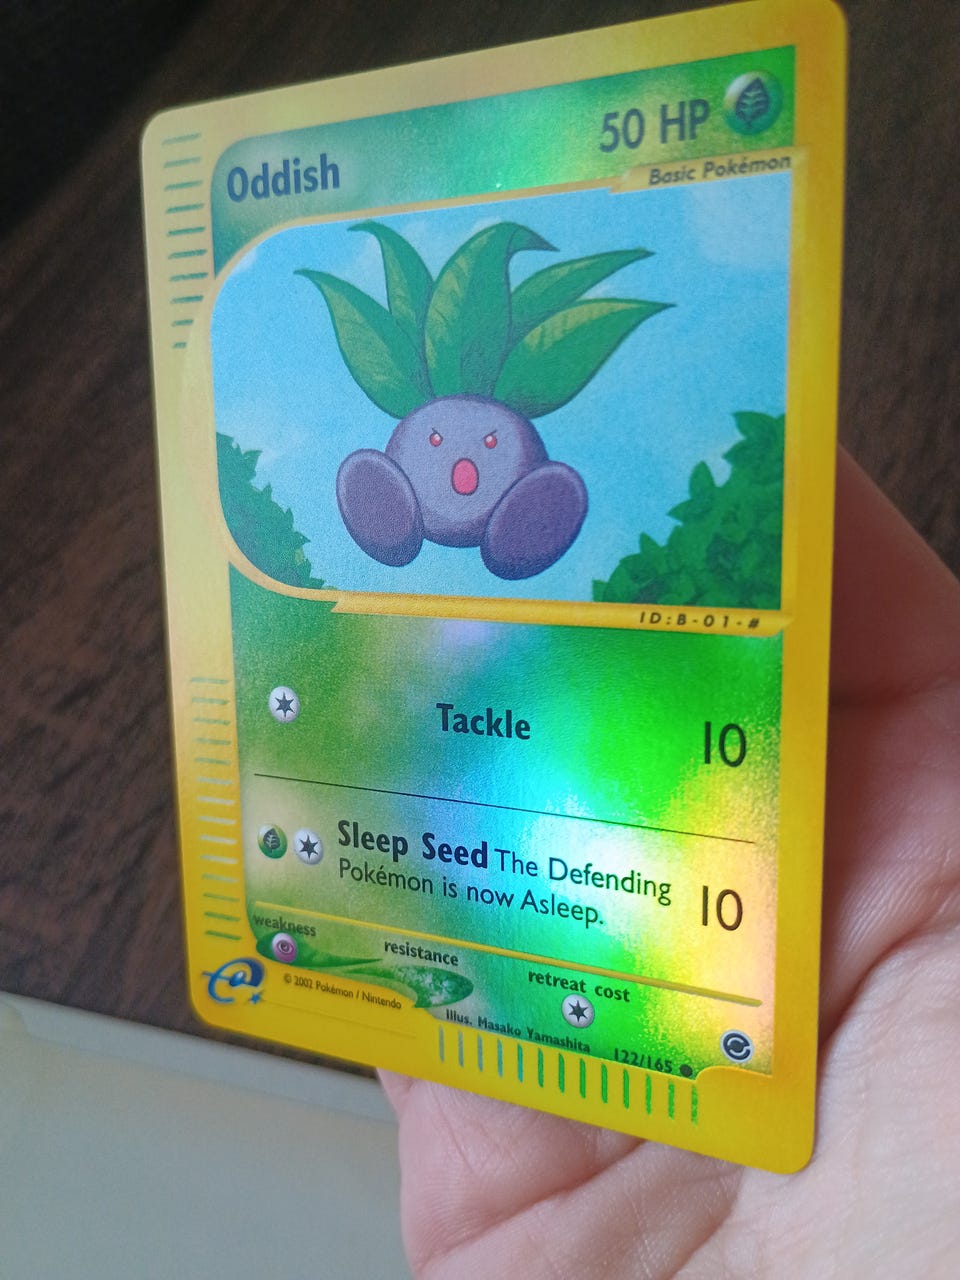 Oddish
50 HP
Basic Pokémon
ID:B-01-#
Tackle 10
Sleep Seed The Defending
Pokémon is now Asleep.
10
weakness
resistance
retreat cost
e
© 2002 Pokémon / Nintendo
Illus. Masako Yamashita
122/165